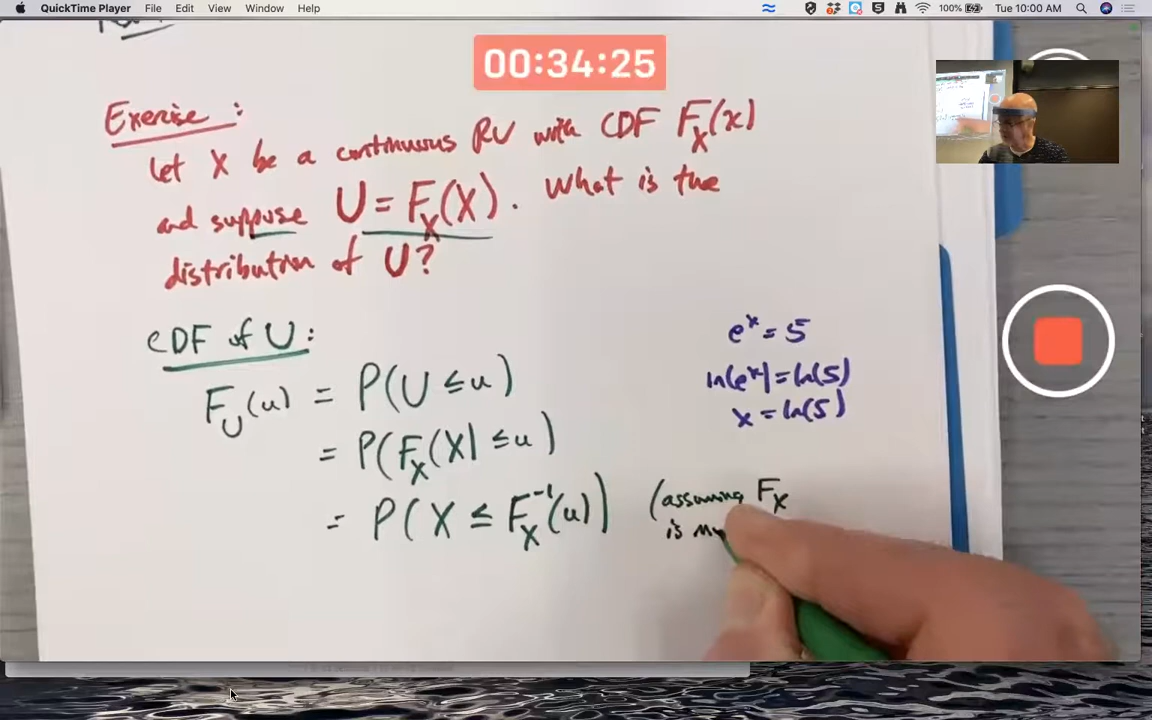 QuickTime Player File Edit View Window Help 100% Tue 10:00 AM
00:34:25
Exercise:
Let X be a continuous RV with CDF F_X(x)
and suppose U = F_X(X). What is the
distribution of U?
CDF of U:
F_U(u) = P(U ≤ u)
= P(F_X(X) ≤ u)
= P(X ≤ F_X^{-1}(u)) (assuming F_X
is
e^x = 5
ln(e^x) = ln(5)
x = ln(5)